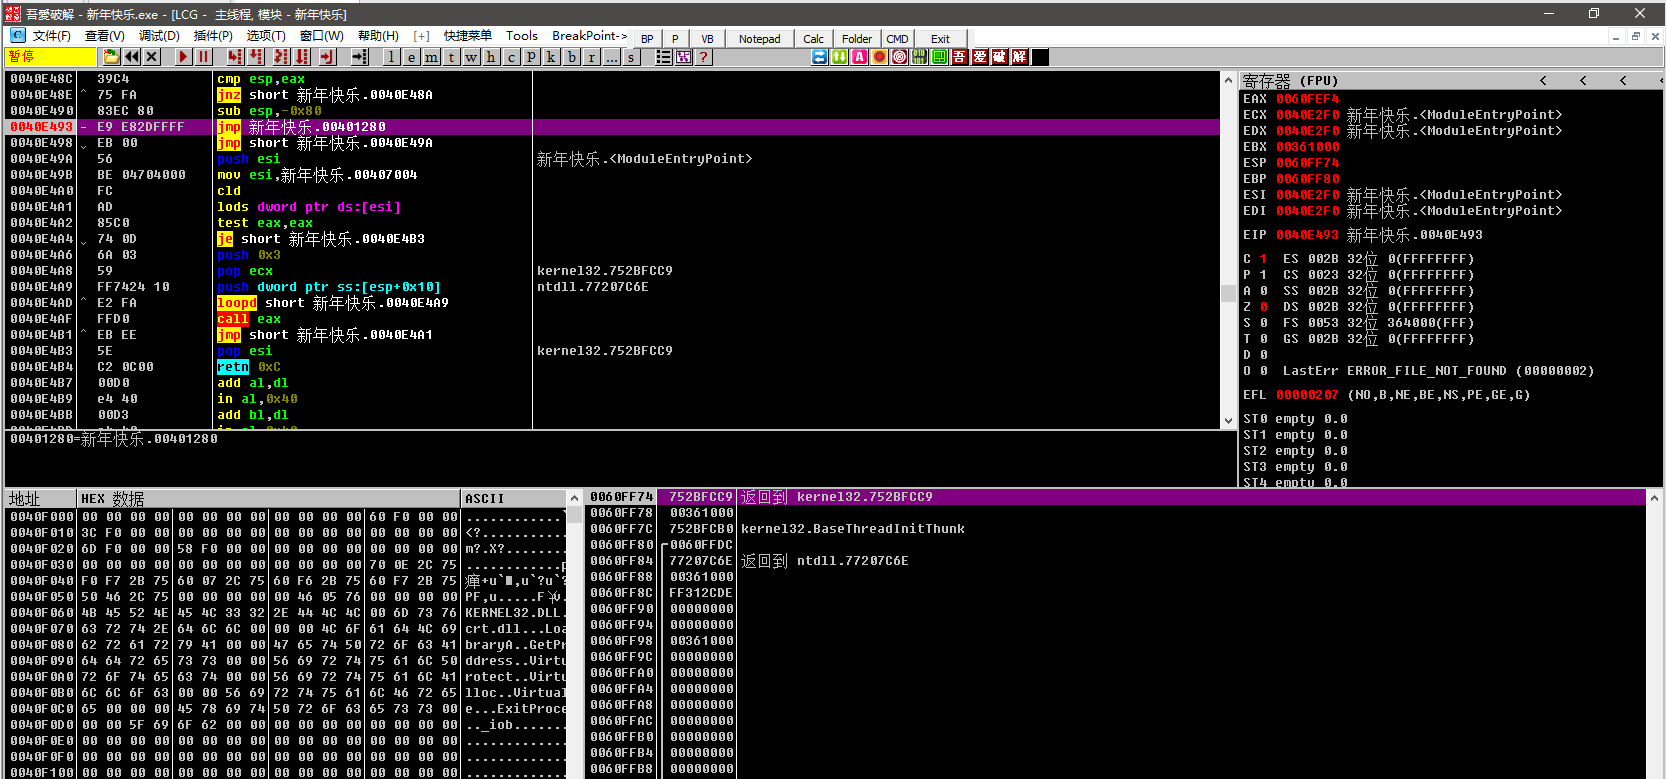 吾爱破解 - 新年快乐.exe - [LCG - 主线程, 模块 - 新年快乐]
C 文件(F) 查看(V) 调试(D) 插件(P) 选项(T) 窗口(W) 帮助(H) [+] 快捷菜单 Tools BreakPoint-> BP P VB Notepad Calc Folder CMD Exit
暂停 l e m t w h c p k b r ... s ? A 吾 爱 破 解
0040E48C 39C4 cmp esp,eax
0040E48E ^ 75 FA jnz short 新年快乐.0040E48A
0040E490 83EC 80 sub esp,-0x80
0040E493 - E9 E82DFFFF jmp 新年快乐.00401280
0040E498 EB 00 jmp short 新年快乐.0040E49A
0040E49A 56 push esi 新年快乐.<ModuleEntryPoint>
0040E49B BE 04704000 mov esi,新年快乐.00407004
0040E4A0 FC cld
0040E4A1 AD lods dword ptr ds:[esi]
0040E4A2 85C0 test eax,eax
0040E4A4 74 0D je short 新年快乐.0040E4B3
0040E4A6 6A 03 push 0x3
0040E4A8 59 pop ecx kernel32.752BFCC9
0040E4A9 FF7424 10 push dword ptr ss:[esp+0x10] ntdll.77207C6E
0040E4AD ^ E2 FA loopd short 新年快乐.0040E4A9
0040E4AF FFD0 call eax
0040E4B1 ^ EB EE jmp short 新年快乐.0040E4A1
0040E4B3 5E pop esi kernel32.752BFCC9
0040E4B4 C2 0C00 retn 0xC
0040E4B7 00D0 add al,dl
0040E4B9 e4 40 in al,0x40
0040E4BB 00D3 add bl,dl
00401280=新年快乐.00401280
寄存器 (FPU) < < < <
EAX 0060FEF4
ECX 0040E2F0 新年快乐.<ModuleEntryPoint>
EDX 0040E2F0 新年快乐.<ModuleEntryPoint>
EBX 00361000
ESP 0060FF74
EBP 0060FF80
ESI 0040E2F0 新年快乐.<ModuleEntryPoint>
EDI 0040E2F0 新年快乐.<ModuleEntryPoint>
EIP 0040E493 新年快乐.0040E493
C 1 ES 002B 32位 0(FFFFFFFF)
P 1 CS 0023 32位 0(FFFFFFFF)
A 0 SS 002B 32位 0(FFFFFFFF)
Z 0 DS 002B 32位 0(FFFFFFFF)
S 0 FS 0053 32位 364000(FFF)
T 0 GS 002B 32位 0(FFFFFFFF)
D 0
O 0 LastErr ERROR_FILE_NOT_FOUND (00000002)
EFL 00000207 (NO,B,NE,BE,NS,PE,GE,G)
ST0 empty 0.0
ST1 empty 0.0
ST2 empty 0.0
ST3 empty 0.0
ST4 empty 0.0
地址 HEX 数据 ASCII
0040F000 00 00 00 00 00 00 00 00 00 00 00 00 60 F0 00 00 ............`
0040F010 3C F0 00 00 00 00 00 00 00 00 00 00 00 00 00 00 <?..........
0040F020 6D F0 00 00 58 F0 00 00 00 00 00 00 00 00 00 00 m?.X?........
0040F030 00 00 00 00 00 00 00 00 00 00 00 00 70 0E 2C 75 ............p
0040F040 F0 F7 2B 75 60 07 2C 75 60 F6 2B 75 60 F7 2B 75
0040F050 50 46 2C 75 00 00 00 00 00 46 05 76 00 00 00 00 PF,u.....F
0040F060 4B 45 52 4E 45 4C 33 32 2E 44 4C 4C 00 6D 73 76 KERNEL32.DLL.
0040F070 63 72 74 2E 64 6C 6C 00 00 00 4C 6F 61 64 4C 69 crt.dll...Loa
0040F080 62 72 61 72 79 41 00 00 47 65 74 50 72 6F 63 41 braryA..GetPr
0040F090 64 64 72 65 73 73 00 00 56 69 72 74 75 61 6C 50 ddress..Virtu
0040F0A0 72 6F 74 65 63 74 00 00 56 69 72 74 75 61 6C 41 rotect..Virtu
0040F0B0 6C 6C 6F 63 00 00 56 69 72 74 75 61 6C 46 72 65 lloc..Virtual
0040F0C0 65 00 00 00 45 78 69 74 50 72 6F 63 65 73 73 00 e...ExitProce
0040F0D0 00 00 5F 69 6F 62 00 00 00 00 00 00 00 00 00 00 .._iob.......
0040F0E0 00 00 00 00 00 00 00 00 00 00 00 00 00 00 00 00 .............
0040F0F0 00 00 00 00 00 00 00 00 00 00 00 00 00 00 00 00 .............
0040F100 00 00 00 00 00 00 00 00 00 00 00 00 00 00 00 00 .............
0060FF74 752BFCC9 返回到 kernel32.752BFCC9
0060FF78 00361000
0060FF7C 752BFCB0 kernel32.BaseThreadInitThunk
0060FF80 0060FFDC
0060FF84 77207C6E 返回到 ntdll.77207C6E
0060FF88 00361000
0060FF8C FF312CDE
0060FF90 00000000
0060FF94 00000000
0060FF98 00361000
0060FF9C 00000000
0060FFA0 00000000
0060FFA4 00000000
0060FFA8 00000000
0060FFAC 00000000
0060FFB0 00000000
0060FFB4 00000000
0060FFB8 00000000